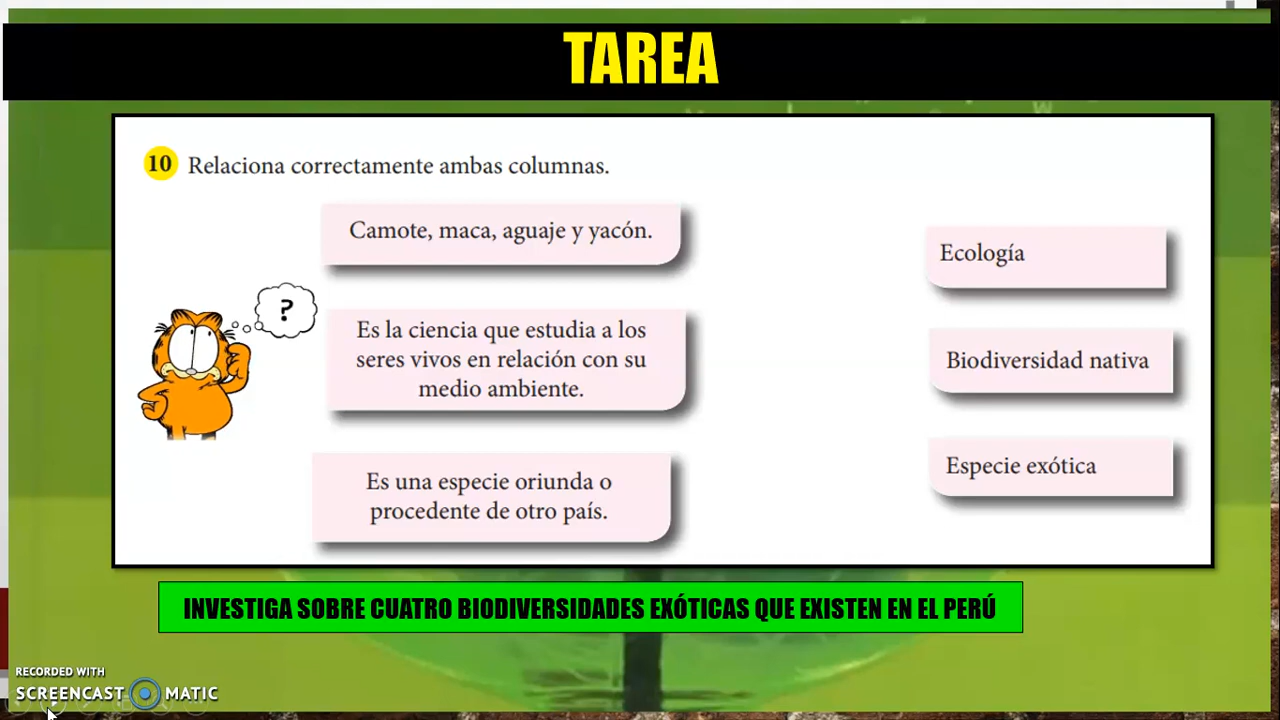 TAREA
10 Relaciona correctamente ambas columnas.
Camote, maca, aguaje y yacón.
Ecología
?
Es la ciencia que estudia a los
seres vivos en relación con su
medio ambiente.
Biodiversidad nativa
Es una especie oriunda o
procedente de otro país.
Especie exótica
INVESTIGA SOBRE CUATRO BIODIVERSIDADES EXÓTICAS QUE EXISTEN EN EL PERÚ
RECORDED WITH
SCREENCAST MATIC